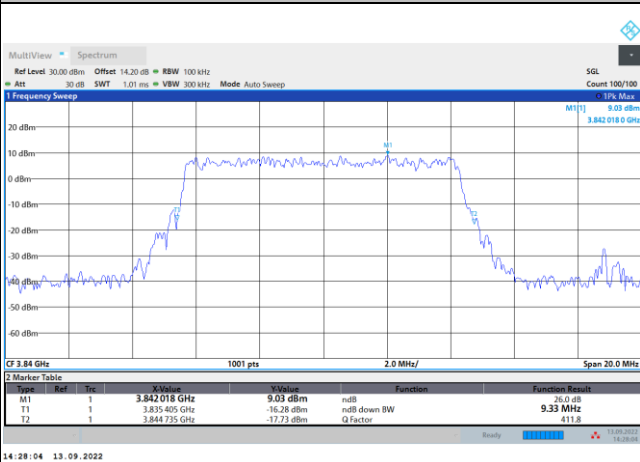 MultiView Spectrum
Ref Level 30.00 dBm Offset 14.20 dB RBW 100 kHz SGL
Att 30 dB SWT 1.01 ms VBW 300 kHz Mode Auto Sweep Count 100/100
1 Frequency Sweep 1Pk Max
M1[1] 9.03 dBm
3.842 018 0 GHz
20 dBm
M1
10 dBm
0 dBm
T1
-10 dBm
T2
-20 dBm
-30 dBm
-40 dBm
-50 dBm
-60 dBm
CF 3.84 GHz 1001 pts 2.0 MHz/ Span 20.0 MHz
2 Marker Table
Type Ref Trc X-Value Y-Value Function Function Result
M1 1 3.842 018 GHz 9.03 dBm ndB 26.0 dB
T1 1 3.835 405 GHz -16.28 dBm ndB down BW 9.33 MHz
T2 1 3.844 735 GHz -17.73 dBm Q Factor 411.8
Ready 13.09.2022
14:28:04
14:28:04 13.09.2022